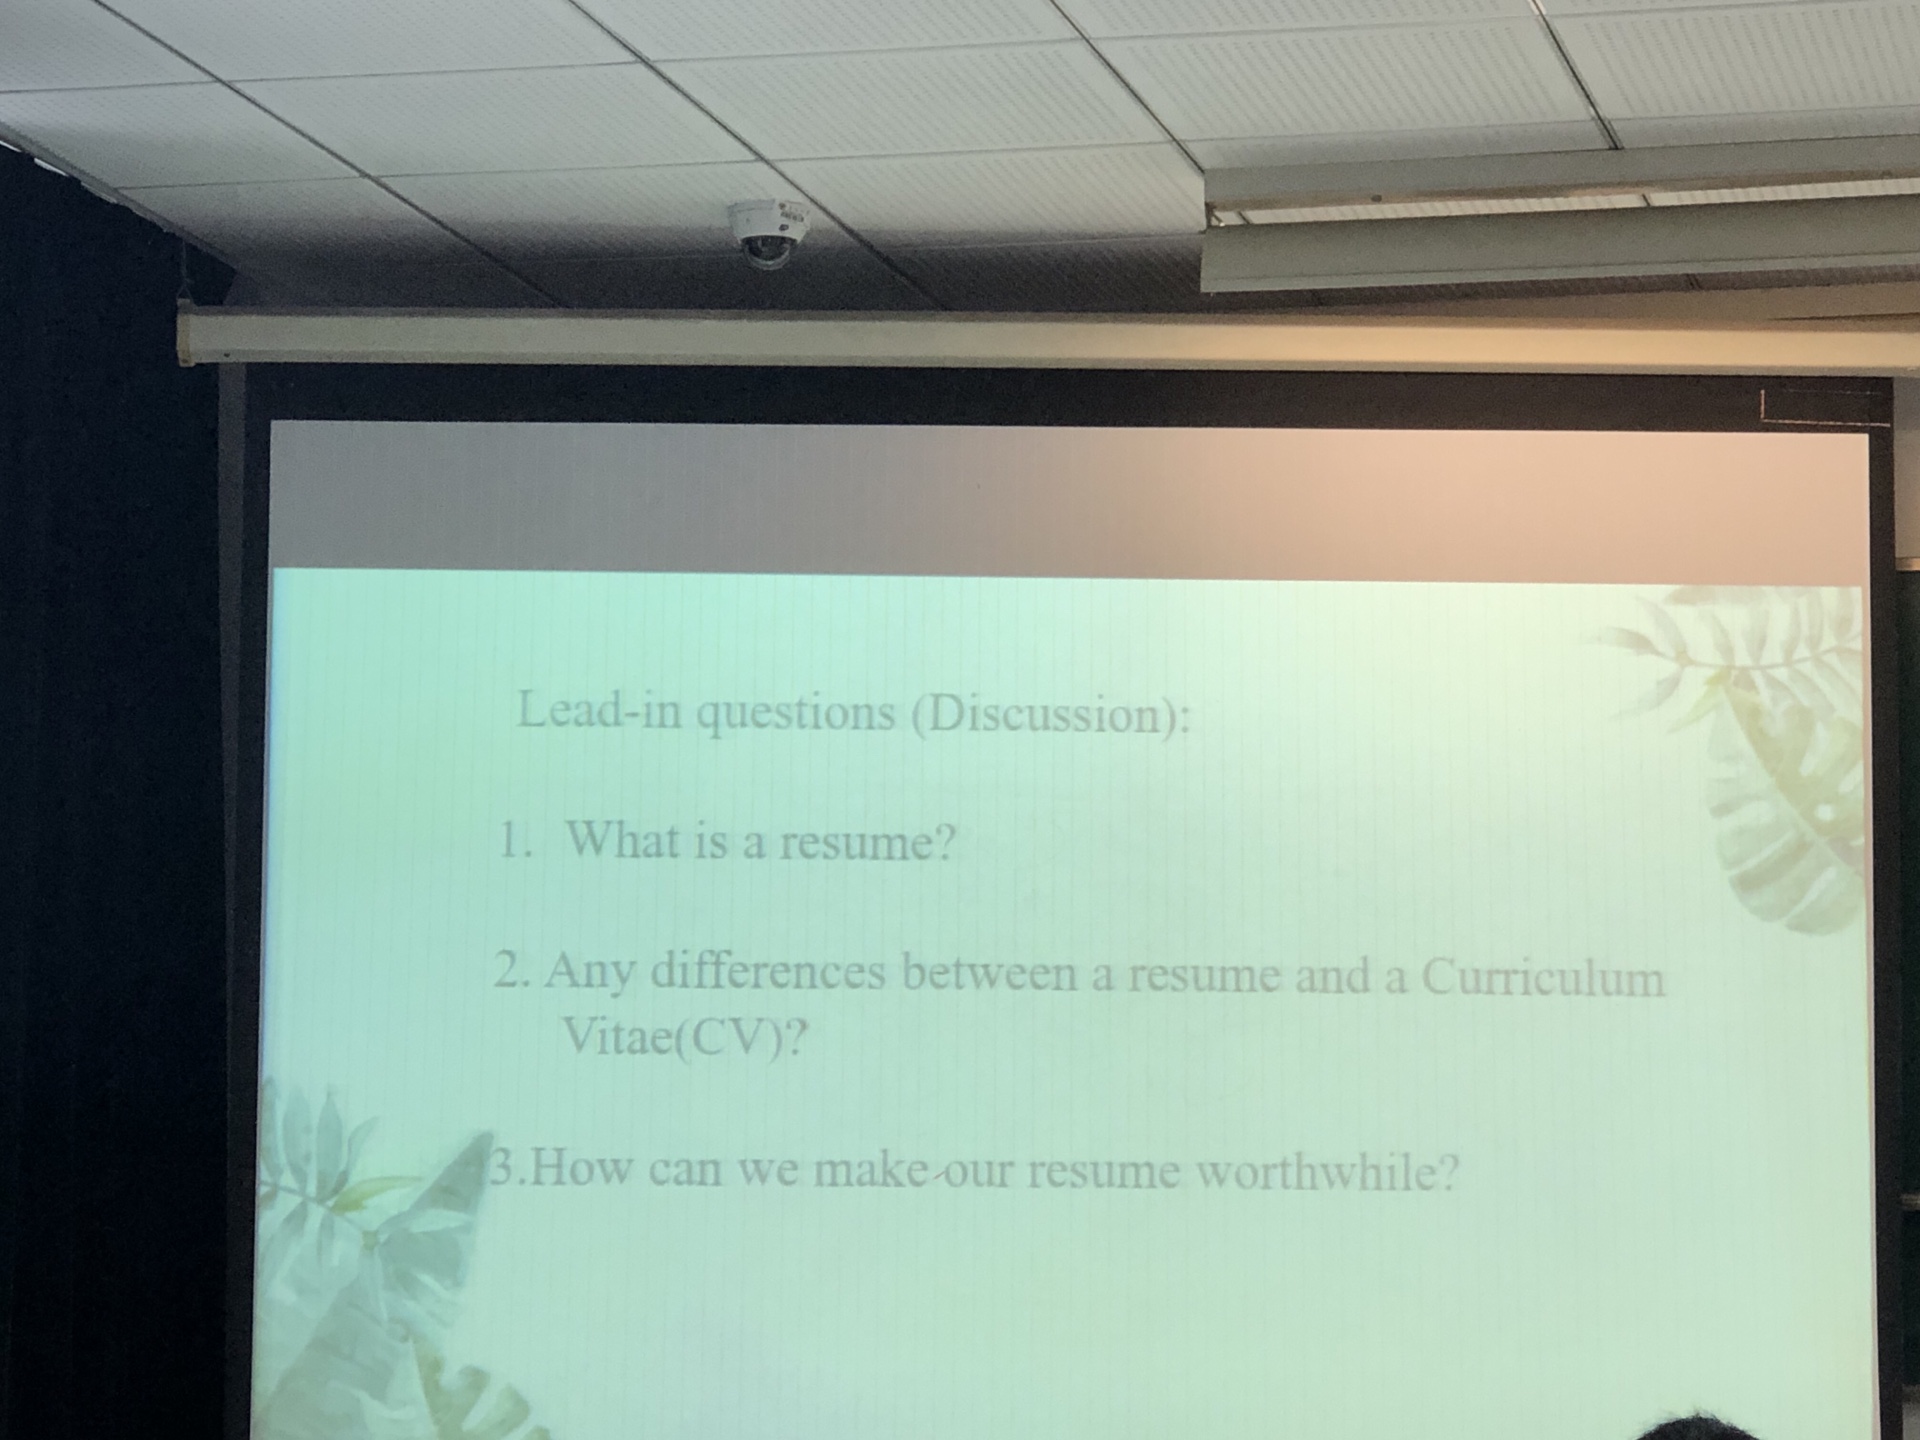 Lead-in questions (Discussion):
1. What is a resume?
2. Any differences between a resume and a Curriculum
Vitae(CV)?
3.How can we make our resume worthwhile?